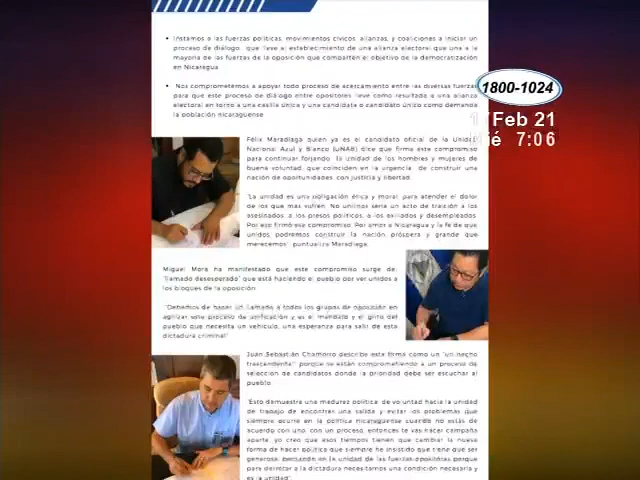 Instamos a las fuerzas políticas, movimientos cívicos, alianzas, y coaliciones a iniciar un
proceso de diálogo que lleve al establecimiento de una alianza electoral que una a la
mayoría de las fuerzas de la oposición que comparten el objetivo de la democratización
en Nicaragua.
Nos comprometemos a apoyar todo proceso de acercamiento entre las diversas fuerzas
para que este proceso de diálogo entre opositores lleve como resultado a una alianza
electoral en torno a una casilla única y una candidata o candidato único como demanda
la población nicaragüense
1800-1024
Feb 21
7:06
Félix Maradiaga quien ya es el candidato oficial de la Unidad
Nacional Azul y Blanco (UNAB) dice que firma este compromiso
para continuar forjando la unidad de los hombres y mujeres de
buena voluntad, que coinciden en la urgencia de construir una
nación de oportunidades, con justicia y libertad.
"La unidad es una obligación ética y moral para atender el dolor
de los que más sufren. No unirnos sería un acto de traición a los
asesinados, a los presos políticos, a los exiliados y desempleados.
Por eso firmó ese compromiso. Por amor a Nicaragua y la fe de que
unidos podremos construir la nación próspera y grande que
merecemos" puntualiza Maradiaga.
Miguel Mora ha manifestado que este compromiso surge del
"llamado desesperado" que está haciendo el pueblo por ver unidos a
los bloques de la oposición
"Debemos de hacer un llamado a todos los grupos de oposición en
agilizar este proceso de unificación y es el mandato y el grito del
pueblo que necesita un vehículo, una esperanza para salir de esta
dictadura criminal"
Juan Sebastián Chamorro describe esta firma como un "un hecho
trascendental" porque se están comprometiendo a un proceso de
selección de candidatos donde la prioridad debe ser escuchar al
pueblo.
"Esto demuestra una madurez política de voluntad hacia la unidad
de trabajo de encontrar una salida y evitar los problemas que
siempre ocurre en la política nicaragüense cuando no estás de
acuerdo con uno, con un proceso, entonces te vas hacer campaña
aparte, yo creo que esos tiempos tienen que cambiar la nueva
forma de hacer política que siempre he insistido que tiene que ser
generosa, pensando en la unidad de las fuerzas opositoras porque
para derrotar a la dictadura necesitamos una condición necesaria y
es la unidad".